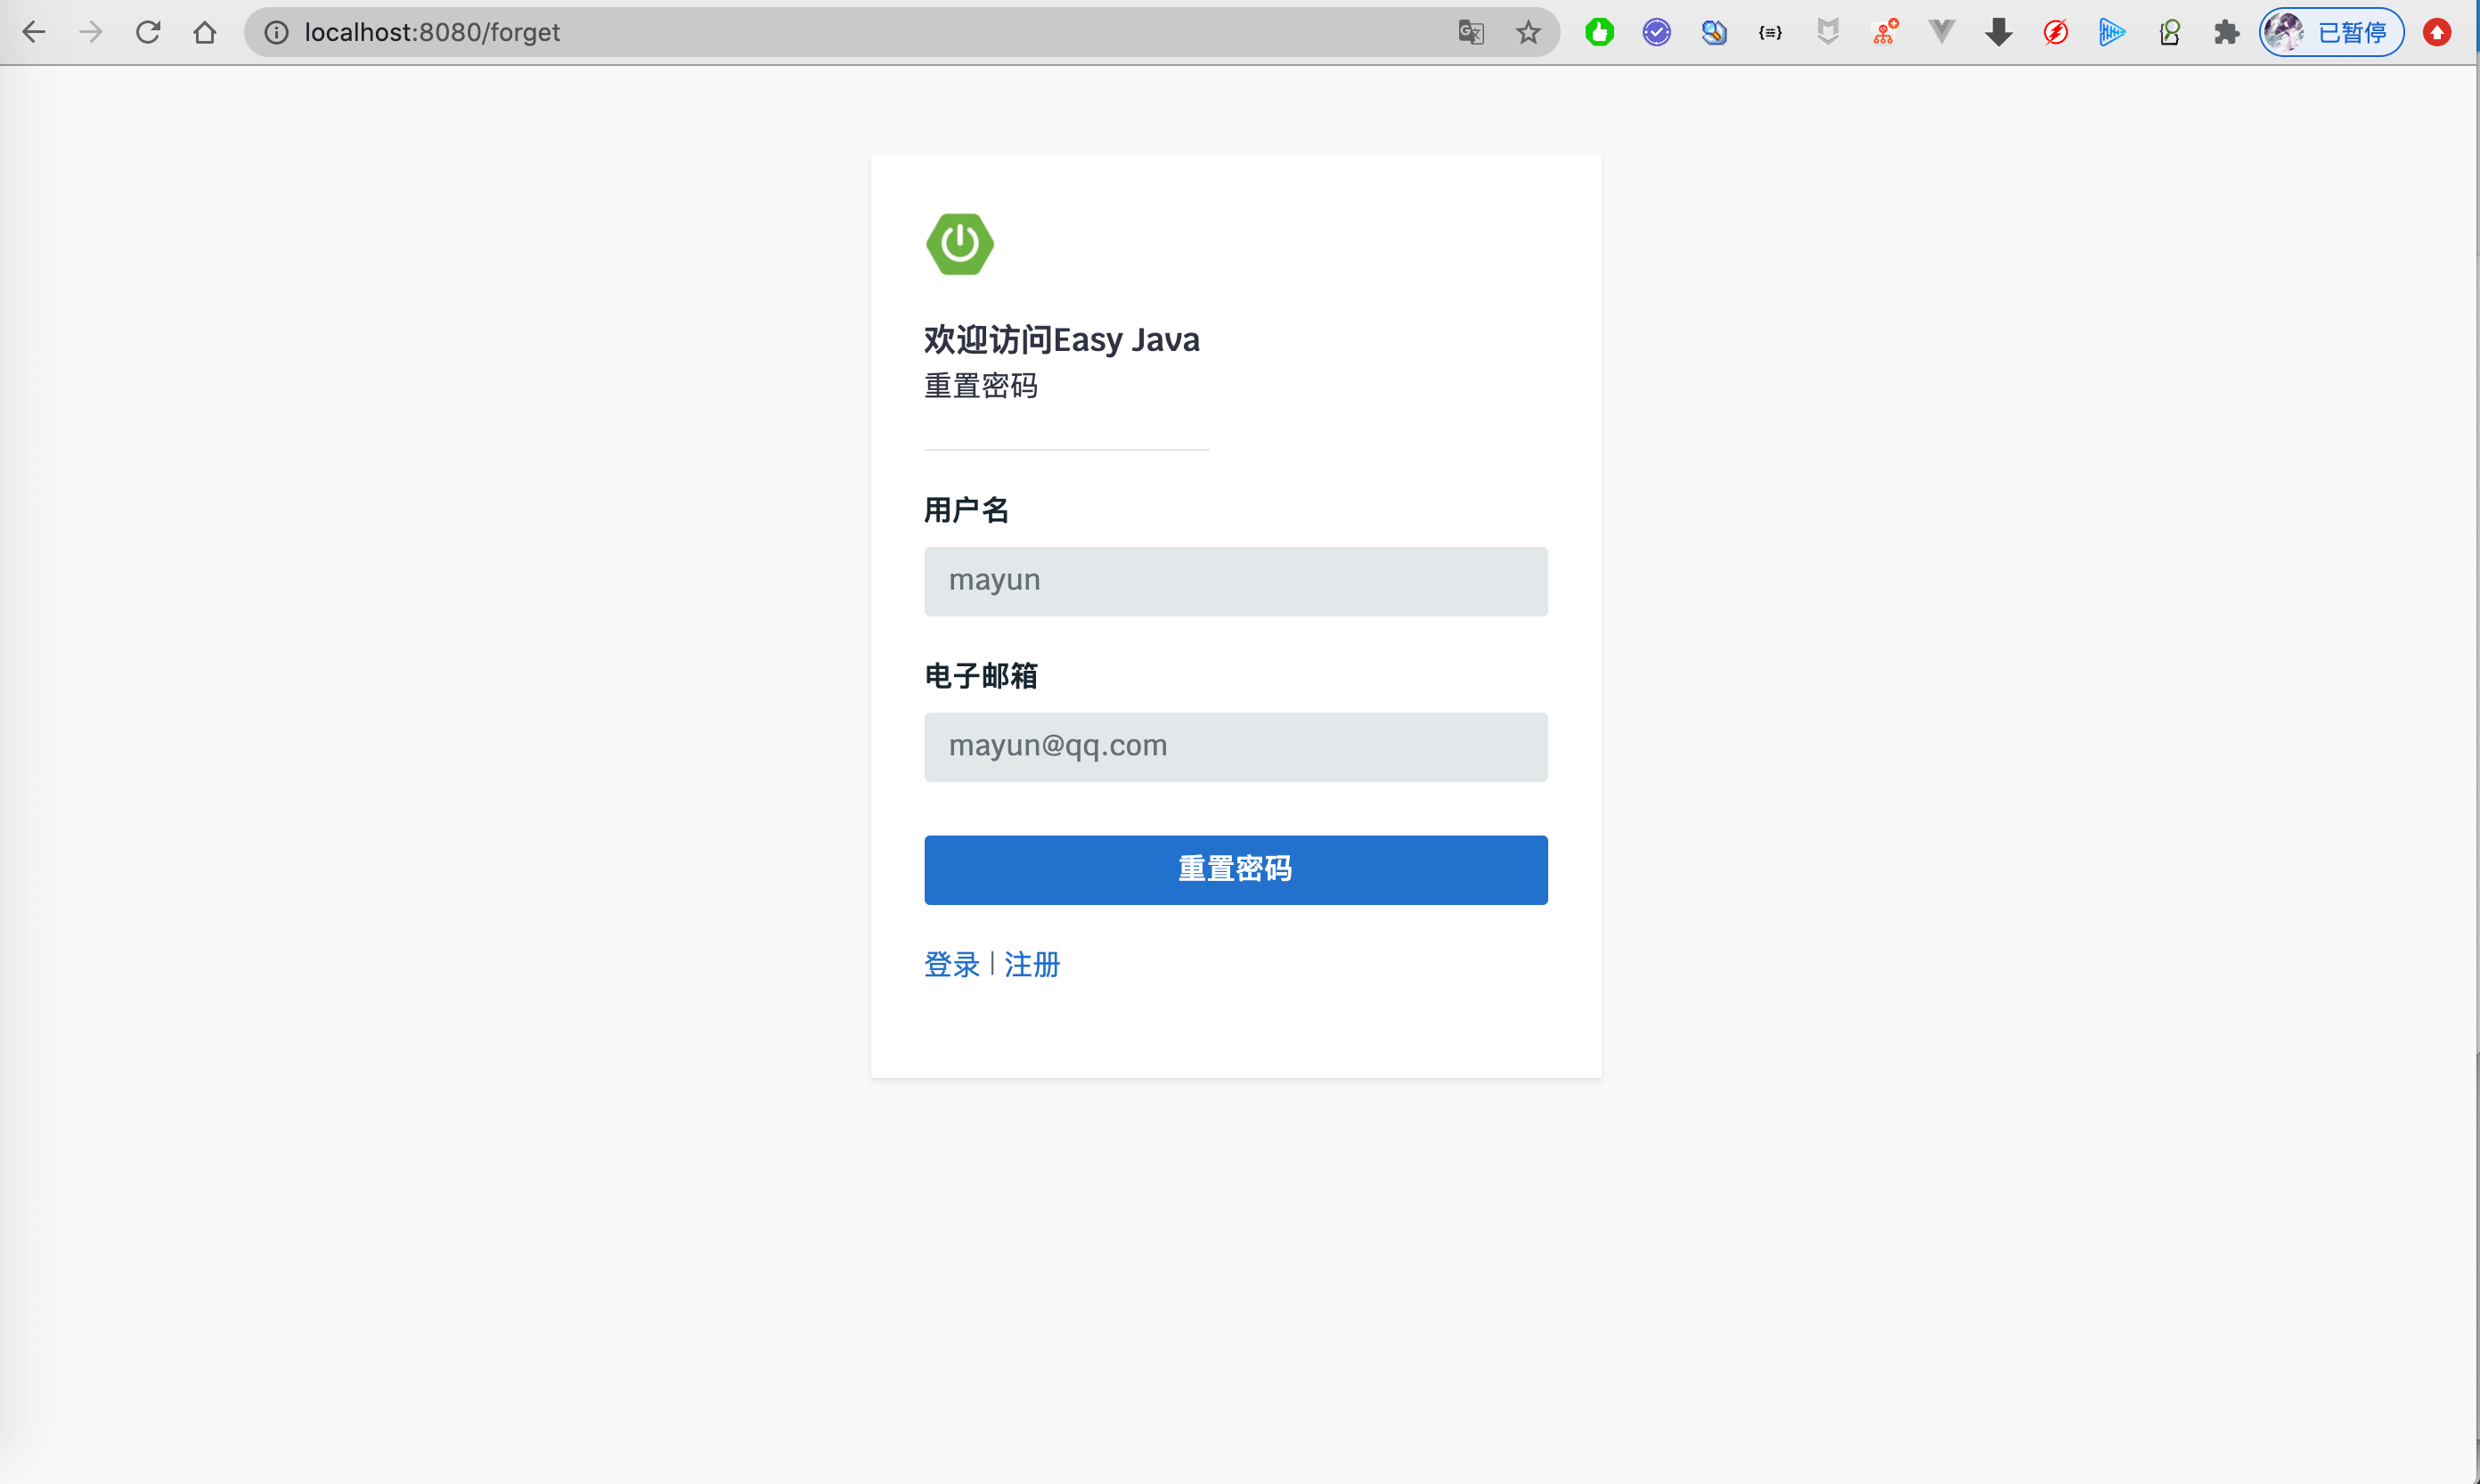 localhost:8080/forget
已暂停
欢迎访问Easy Java
重置密码
用户名
mayun
电子邮箱
mayun@qq.com
重置密码
登录 | 注册